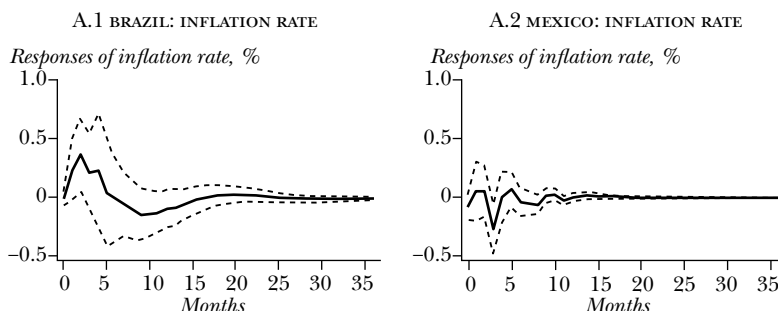 A.1 BRAZIL: INFLATION RATE
Responses of inflation rate, %
1.0
0.5
0
−0.5
0 5 10 15 20 25 30 35
Months
A.2 MEXICO: INFLATION RATE
Responses of inflation rate, %
1.0
0.5
0
−0.5
0 5 10 15 20 25 30 35
Months